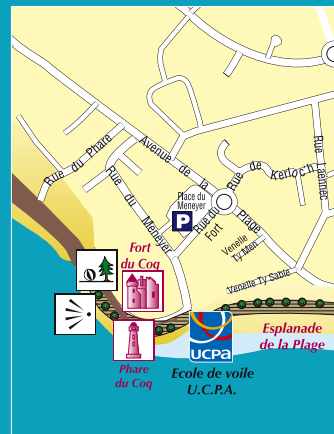 Rue du Phare
Avenue de la Plage
Rue du Meneyer
Place du
Meneyer
P
Rue du
Fort
Rue de Kerloc'h
Rue Laënnec
Venelle
Ty Men
Venelle Ty Sable
Fort
du Coq
Phare
du Coq
UCPA
Ecole de voile
U.C.P.A.
Esplanade
de la Plage